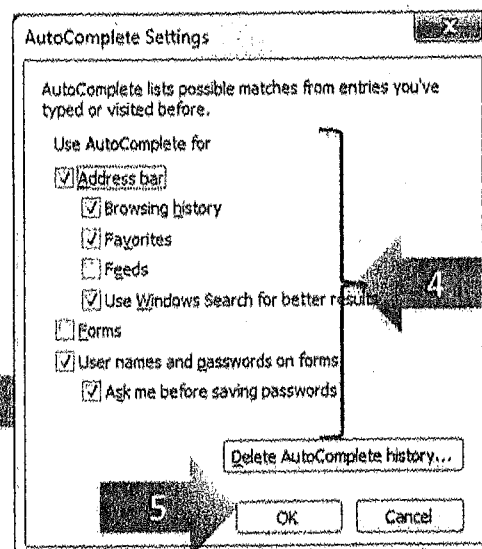 AutoComplete Settings
X
AutoComplete lists possible matches from entries you've
typed or visited before.
Use AutoComplete for
Address bar
Browsing history
Favorites
Feeds
Use Windows Search for better results
4
Forms
User names and passwords on forms
Ask me before saving passwords
Delete AutoComplete history...
5
OK
Cancel